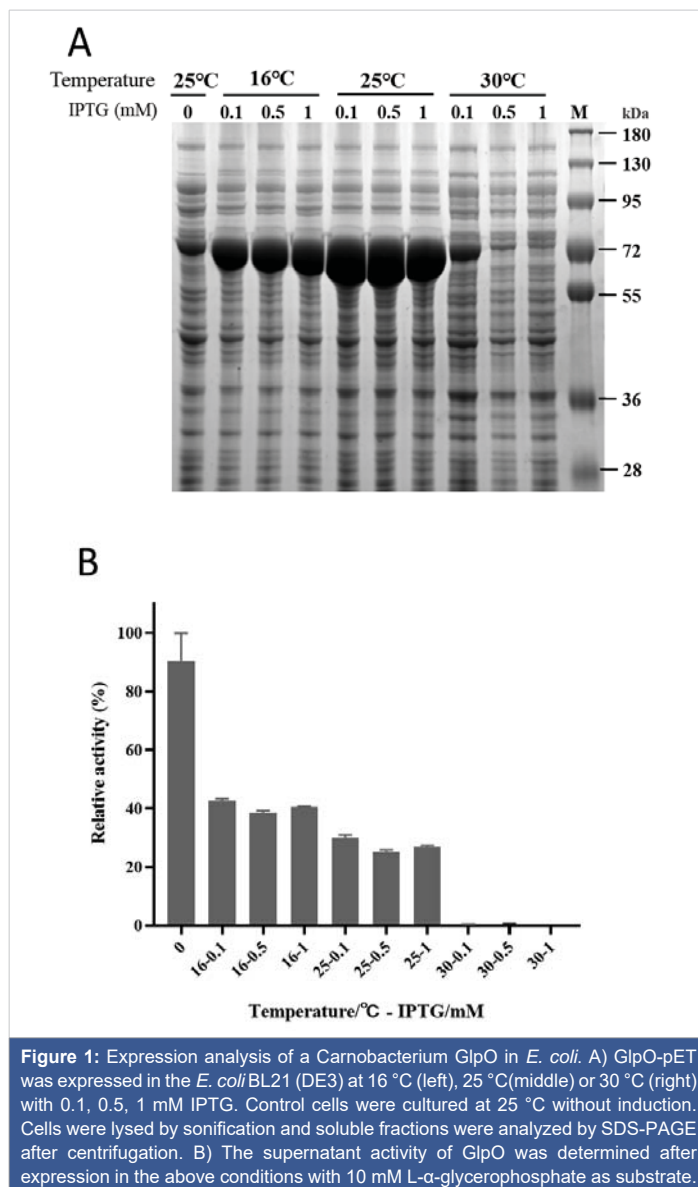 A
Temperature 25℃ 16℃ 25℃ 30℃
IPTG (mM) 0 0.1 0.5 1 0.1 0.5 1 0.1 0.5 1 M kDa
180
130
95
72
55
36
28
B
100
80
60
40
20
0
Relative activity (%)
0 16-0.1 16-0.5 16-1 25-0.1 25-0.5 25-1 30-0.1 30-0.5 30-1
Temperature/℃ - IPTG/mM
Figure 1: Expression analysis of a Carnobacterium GlpO in E. coli. A) GlpO-pET
was expressed in the E. coli BL21 (DE3) at 16 °C (left), 25 °C(middle) or 30 °C (right)
with 0.1, 0.5, 1 mM IPTG. Control cells were cultured at 25 °C without induction.
Cells were lysed by sonification and soluble fractions were analyzed by SDS-PAGE
after centrifugation. B) The supernatant activity of GlpO was determined after
expression in the above conditions with 10 mM L-α-glycerophosphate as substrate.